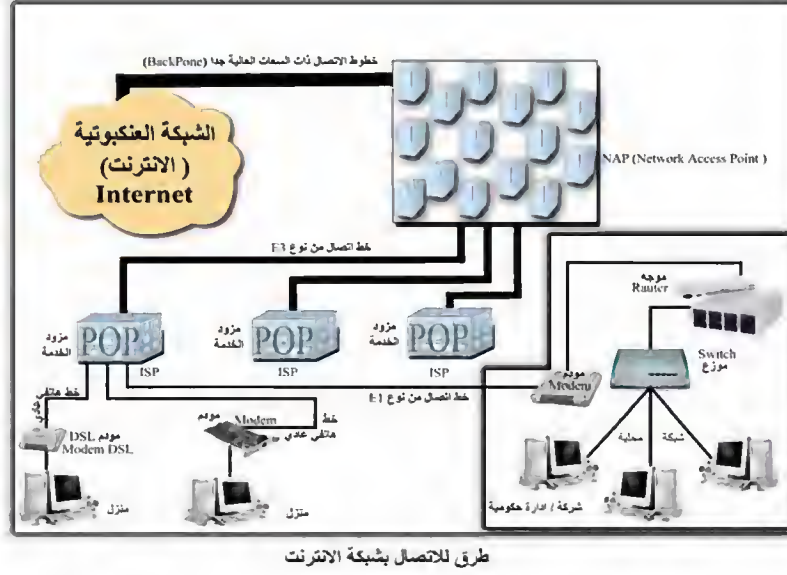 خطوط الاتصال ذات السعات العالية جدا (BackPone)
الشبكة العنكبوتية
( الانترنت)
Internet
NAP (Network Access Point )
خط اتصال من نوع E3
مزود
الخدمة
POP
ISP
مزود
الخدمة
POP
ISP
مزود
الخدمة
POP
ISP
موجه
Rauter
Switch
موزع
مودم
Modem
خط اتصال من نوع E1
خط هاتفي عادي
مودم DSL
Modem DSL
منزل
مودم
Modem
خط
هاتفي عادي
منزل
شبكة
محلية
شركة / ادارة حكومية
طرق للاتصال بشبكة الانترنت